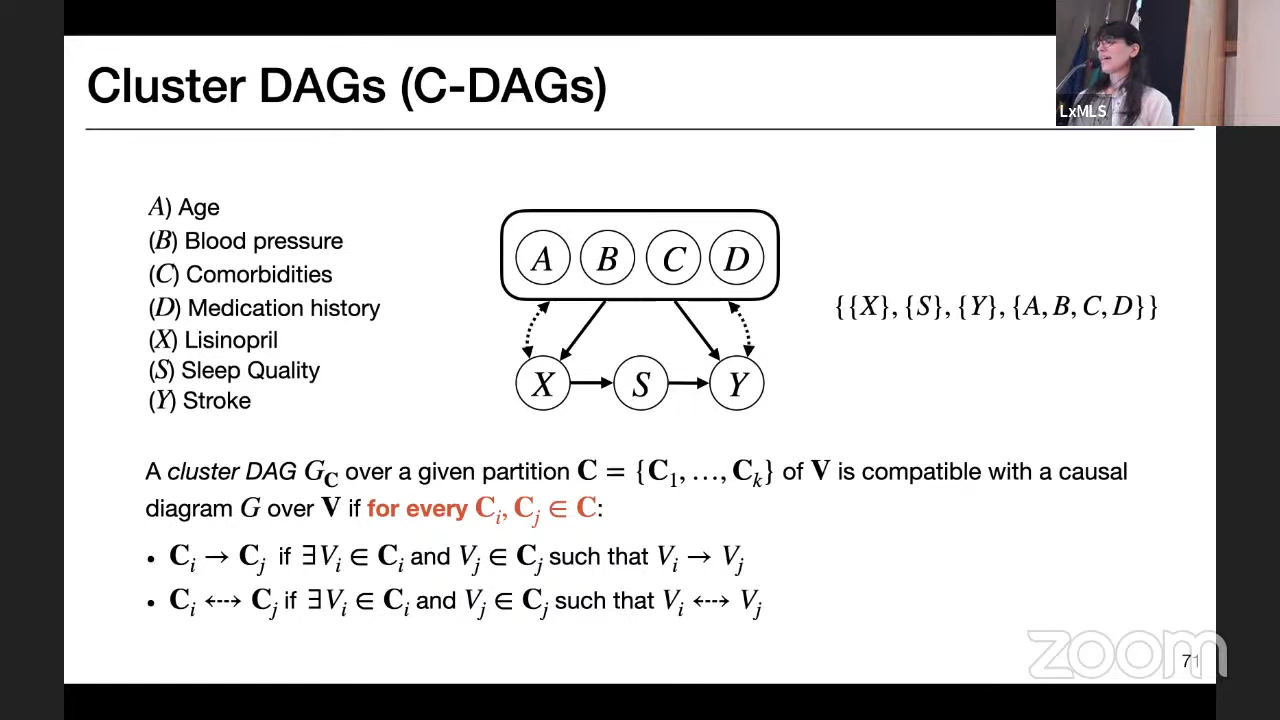 Cluster DAGs (C-DAGs)
LxMLS
A) Age
(B) Blood pressure
(C) Comorbidities
(D) Medication history
(X) Lisinopril
(S) Sleep Quality
(Y) Stroke
A B C D
X S Y
{{X}, {S}, {Y}, {A, B, C, D}}
A cluster DAG G_C over a given partition C = {C₁, …, C_k} of V is compatible with a causal
diagram G over V if for every C_i, C_j ∈ C:
• C_i → C_j if ∃ V_i ∈ C_i and V_j ∈ C_j such that V_i → V_j
• C_i ⇠⇢ C_j if ∃ V_i ∈ C_i and V_j ∈ C_j such that V_i ⇠⇢ V_j
zoom
71